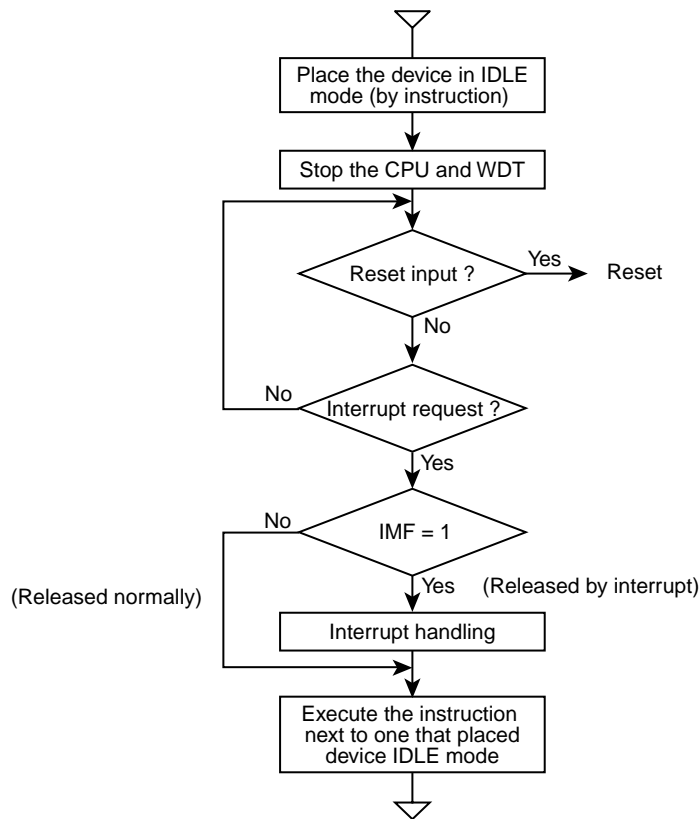 Place the device in IDLE
mode (by instruction)
Stop the CPU and WDT
Reset input ?
Yes
Reset
No
No
Interrupt request ?
Yes
No
IMF = 1
(Released normally)
Yes
(Released by interrupt)
Interrupt handling
Execute the instruction
next to one that placed
device IDLE mode